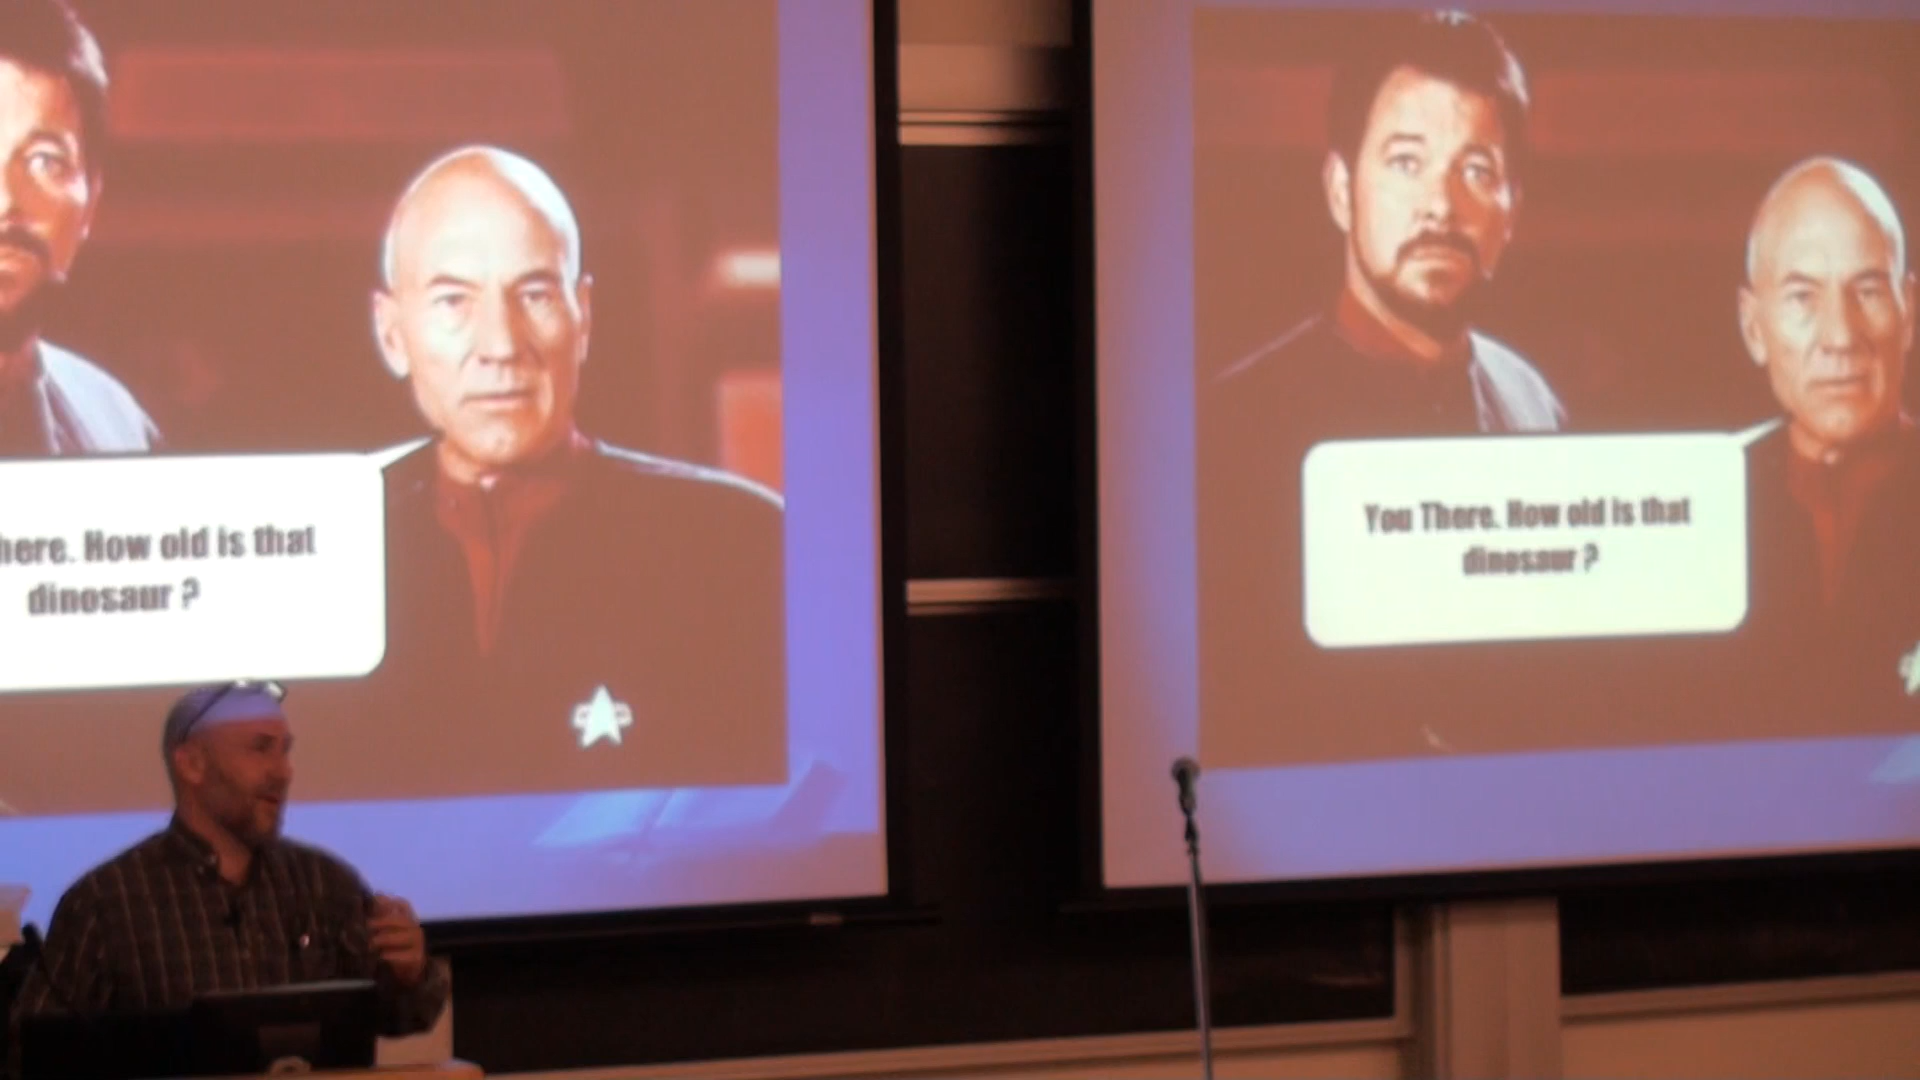 here. How old is that
dinosaur ?
You There. How old is that
dinosaur ?